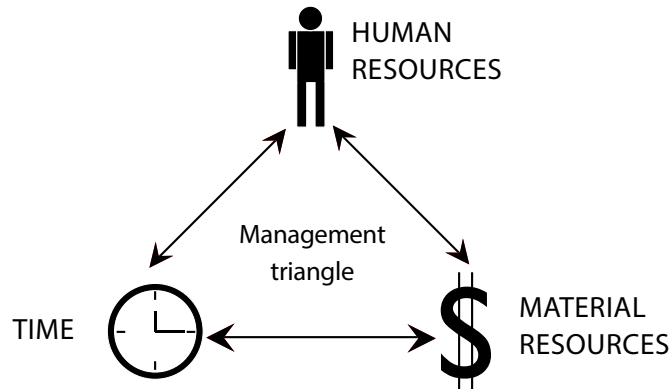 HUMAN
RESOURCES
Management
triangle
TIME
MATERIAL
RESOURCES